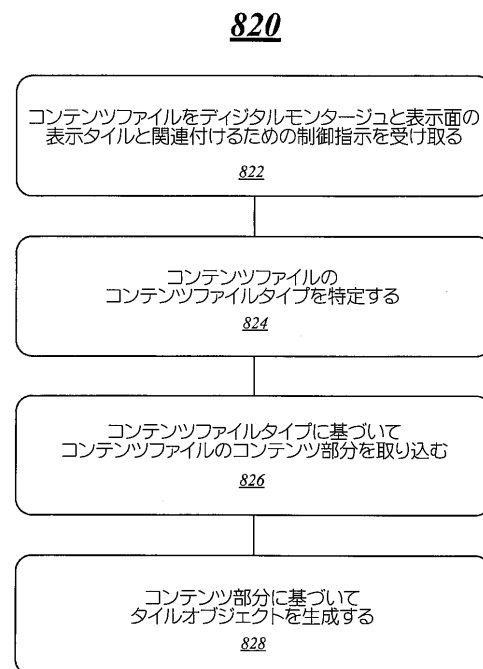 820
コンテンツファイルをディジタルモンタージュと表示面の
表示タイルと関連付けるための制御指示を受け取る
822
コンテンツファイルの
コンテンツファイルタイプを特定する
824
コンテンツファイルタイプに基づいて
コンテンツファイルのコンテンツ部分を取り込む
826
コンテンツ部分に基づいて
タイルオブジェクトを生成する
828